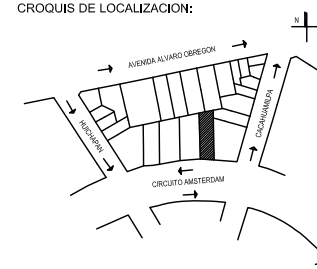 CROQUIS DE LOCALIZACION:
N
AVENIDA ALVARO OBREGON
HUICHAPAN
CACAHUAMILPA
CIRCUITO AMSTERDAM